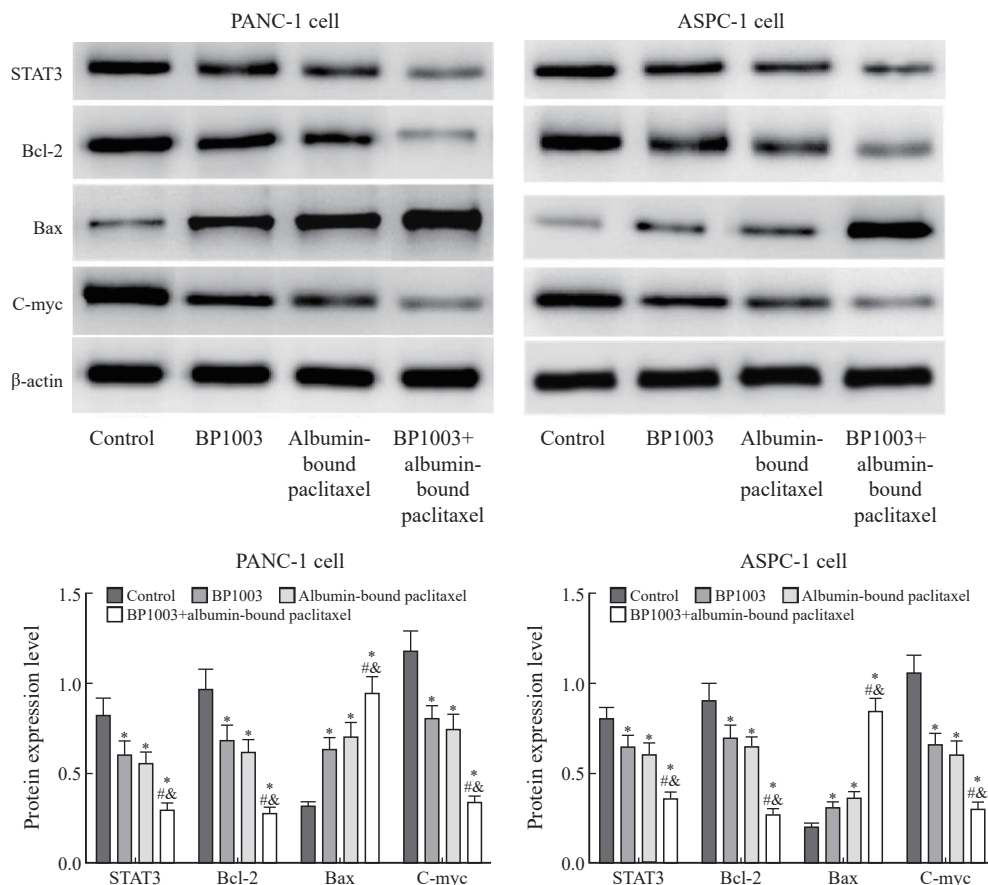 PANC-1 cell
ASPC-1 cell
STAT3
Bcl-2
Bax
C-myc
β-actin
Control
BP1003
Albumin-
bound
paclitaxel
BP1003+
albumin-
bound
paclitaxel
Control
BP1003
Albumin-
bound
paclitaxel
BP1003+
albumin-
bound
paclitaxel
PANC-1 cell
Protein expression level
1.5
1.0
0.5
0.0
Control BP1003 Albumin-bound paclitaxel
BP1003+albumin-bound paclitaxel
* * *
#&
* * *
#&
* * *
#&
* * *
#&
STAT3 Bcl-2 Bax C-myc
ASPC-1 cell
Protein expression level
1.5
1.0
0.5
0.0
Control BP1003 Albumin-bound paclitaxel
BP1003+albumin-bound paclitaxel
* * *
#&
* * *
#&
* * *
#&
* * *
#&
STAT3 Bcl-2 Bax C-myc